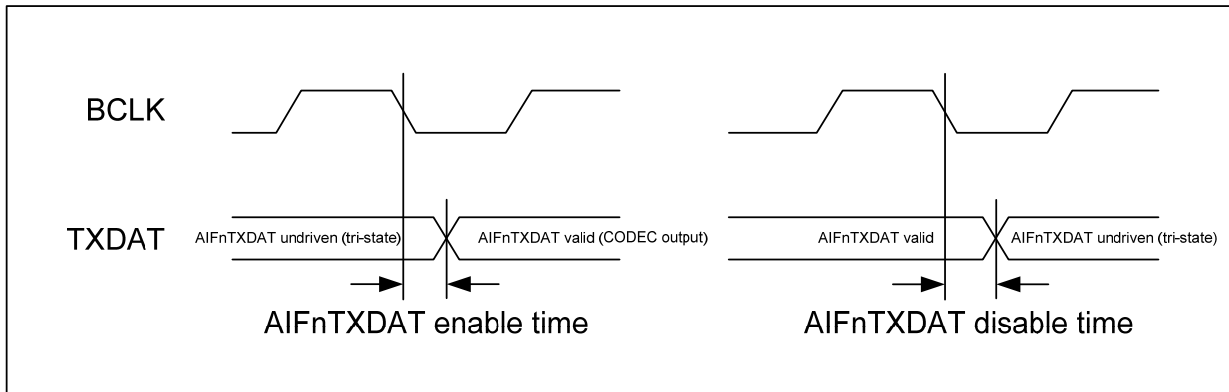 BCLK
TXDAT
AIFnTXDAT undriven (tri-state)
AIFnTXDAT valid (CODEC output)
AIFnTXDAT valid
AIFnTXDAT undriven (tri-state)
AIFnTXDAT enable time
AIFnTXDAT disable time